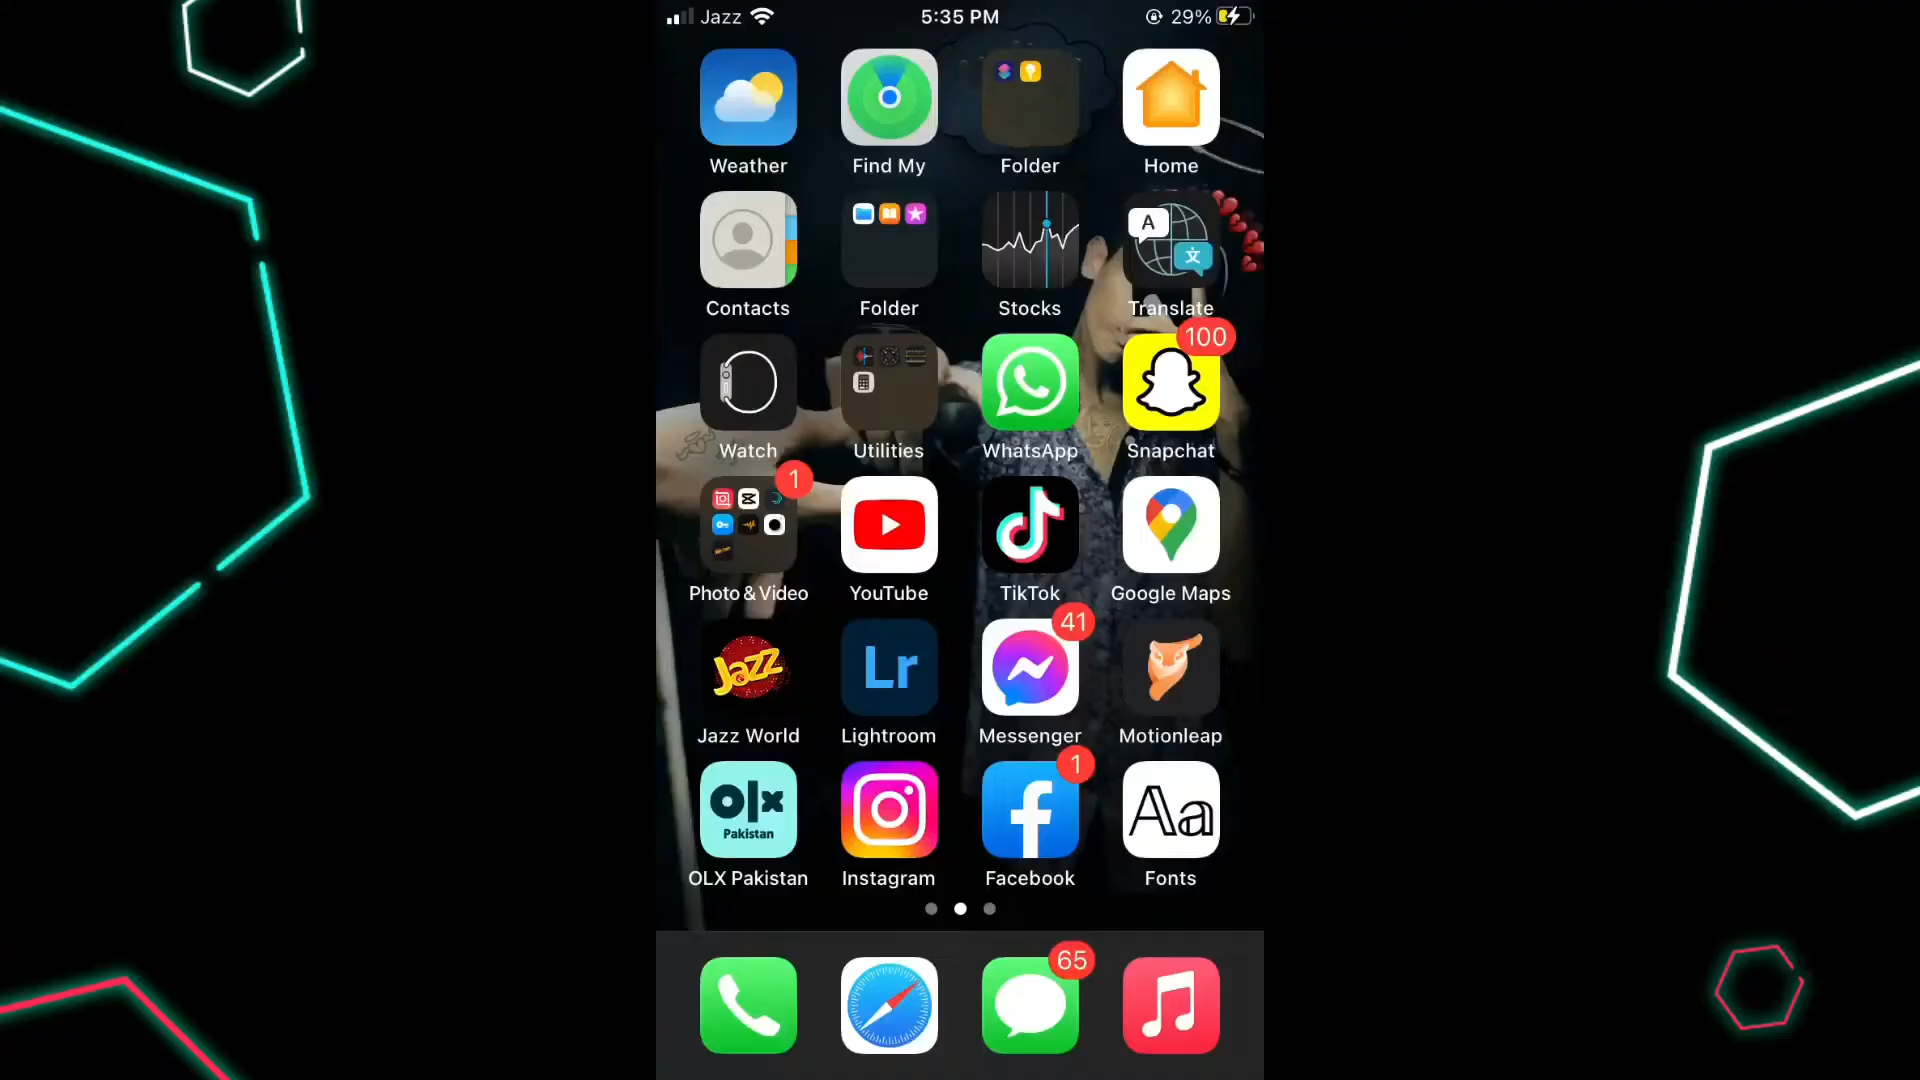 Jazz 5:35 PM 29%
Weather Find My Folder Home
A 文
Contacts Folder Stocks Translate
100
Watch Utilities WhatsApp Snapchat
1
Photo & Video YouTube TikTok Google Maps
41
Jazz Lr
Jazz World Lightroom Messenger Motionleap
1
olx Pakistan f Aa
OLX Pakistan Instagram Facebook Fonts
65